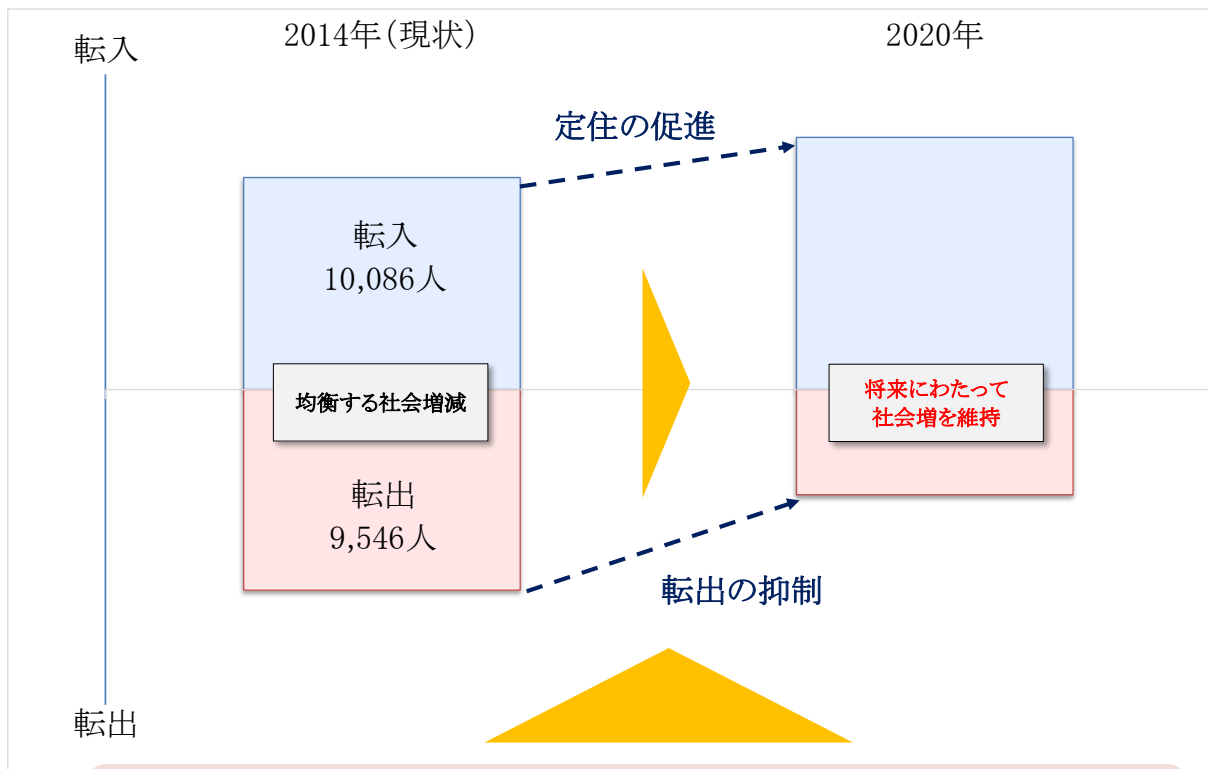 2014年(現状)
2020年
転入
定住の促進
転入
10,086人
均衡する社会増減
将来にわたって
社会増を維持
転出
9,546人
転出の抑制
転出